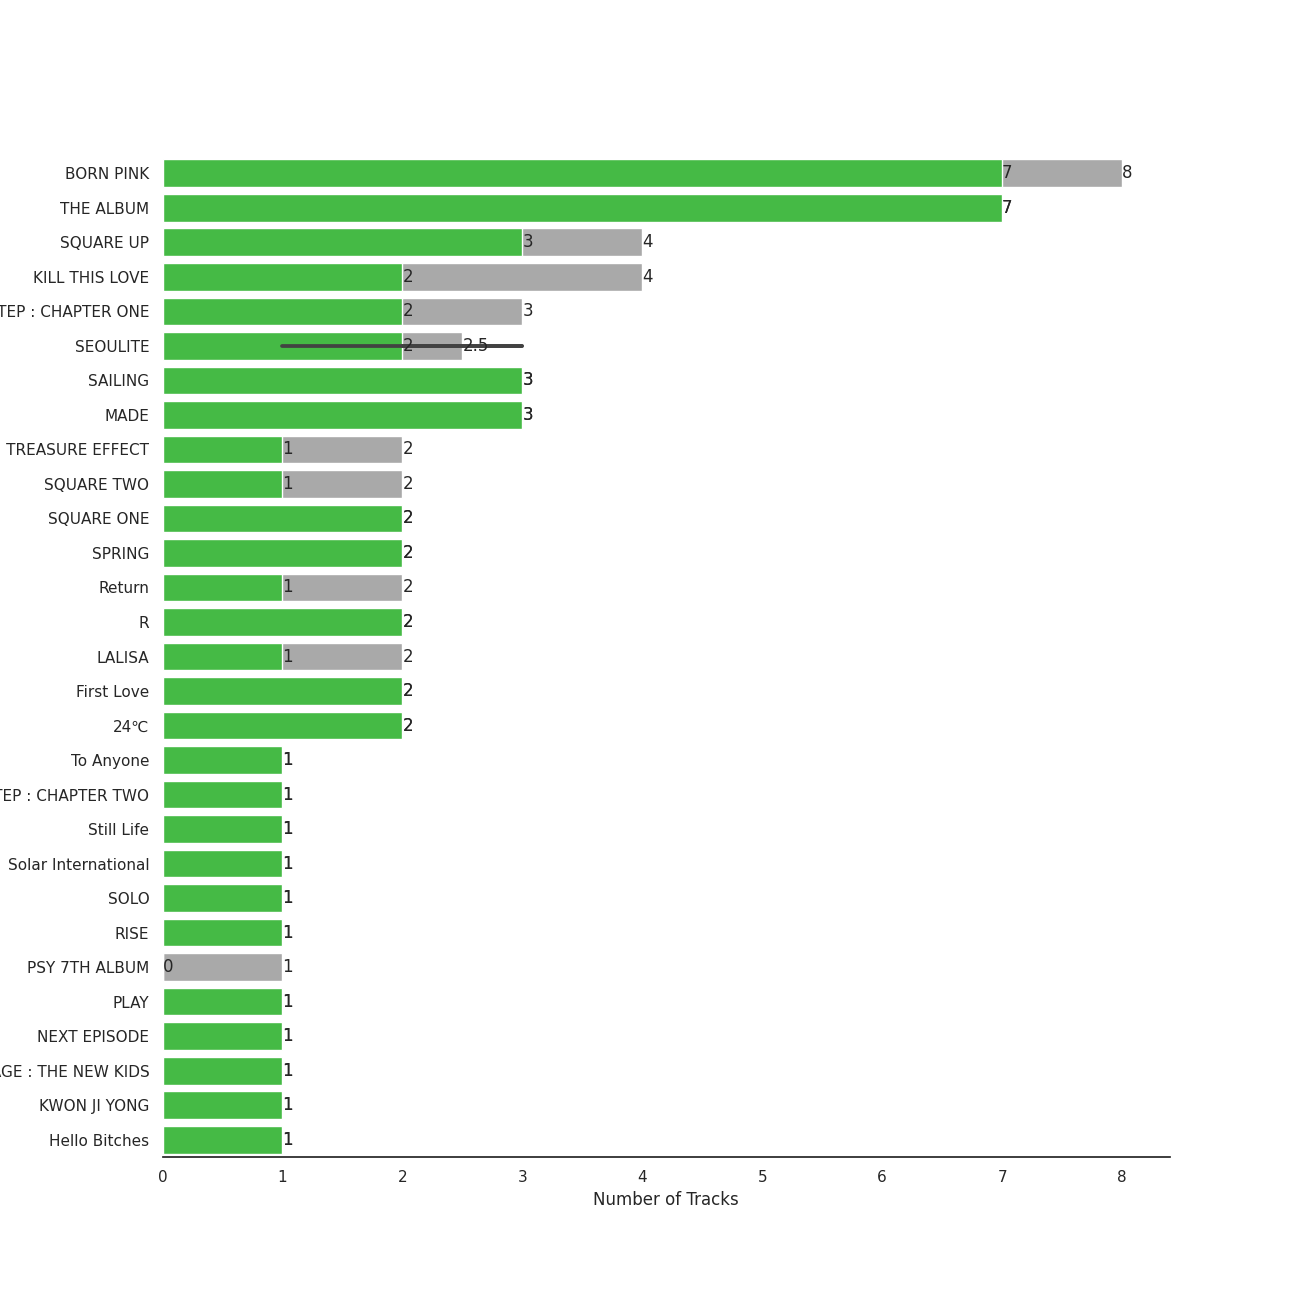 BORN PINK 7 8
THE ALBUM 7
SQUARE UP 3 4
KILL THIS LOVE 2 4
TEP : CHAPTER ONE 2 3
SEOULITE 2 2.5
SAILING 3
MADE 3
TREASURE EFFECT 1 2
SQUARE TWO 1 2
SQUARE ONE 2
SPRING 2
Return 1 2
R 2
LALISA 1 2
First Love 2
24℃ 2
To Anyone 1
TEP : CHAPTER TWO 1
Still Life 1
Solar International 1
SOLO 1
RISE 1
PSY 7TH ALBUM 0 1
PLAY 1
NEXT EPISODE 1
GE : THE NEW KIDS 1
KWON JI YONG 1
Hello Bitches 1
0 1 2 3 4 5 6 7 8
Number of Tracks